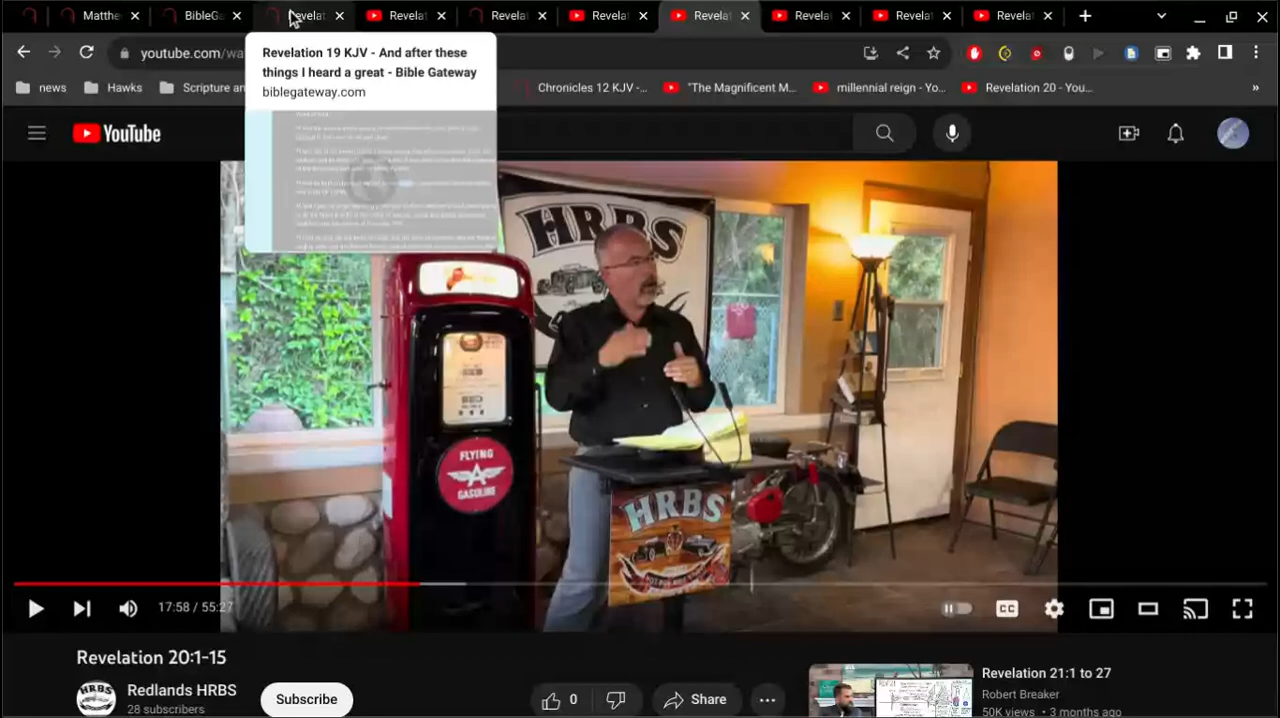 Matthe
BibleGa
Revelat
Revelat
Revelat
Revelat
Revelat
Revelat
Revelat
Revelat
youtube.com/wa
Revelation 19 KJV - And after these
things I heard a great - Bible Gateway
biblegateway.com
news
Hawks
Scripture an
Chronicles 12 KJV -...
"The Magnificent M...
millennial reign - Yo...
Revelation 20 - You...
»
YouTube
HRBS
FLYING
A
GASOLINE
HRBS
17:58 / 55:27
CC
Revelation 20:1-15
HRBS
Redlands HRBS
28 subscribers
Subscribe
0
Share
Revelation 21:1 to 27
Robert Breaker
50K views • 3 months ago